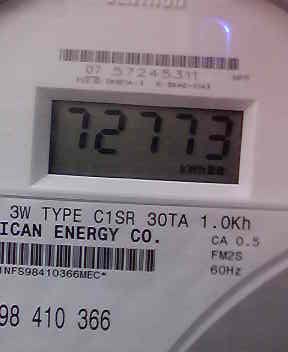 07 57245311
72773
kWh
3W TYPE C1SR 30TA 1.0Kh
ICAN ENERGY CO.
CA 0.5
FM2S
60Hz
NFS98410366MEC*
98 410 366